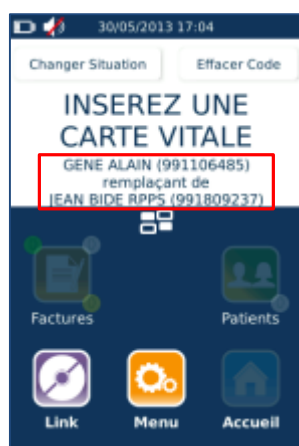 30/05/2013 17:04
Changer Situation
Effacer Code
INSEREZ UNE
CARTE VITALE
GENE ALAIN (991106485)
remplaçant de
JEAN BIDE RPPS (991809237)
Factures
Patients
Link
Menu
Accueil